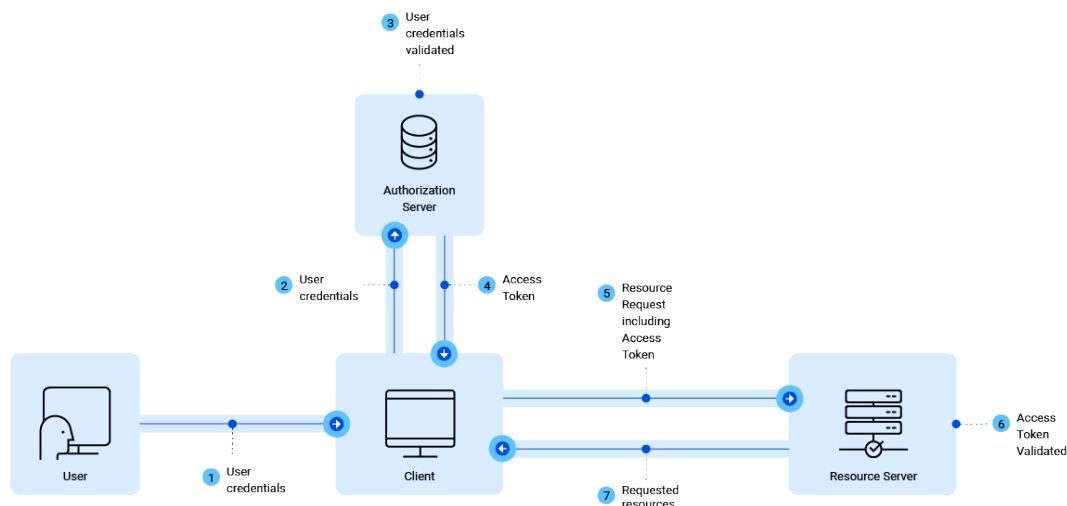 3
User
credentials
validated
Authorization
Server
2
User
credentials
4
Access
Token
5
Resource
Request
including
Access
Token
User
1
User
credentials
Client
Resource Server
6
Access
Token
Validated
7
Requested
resources